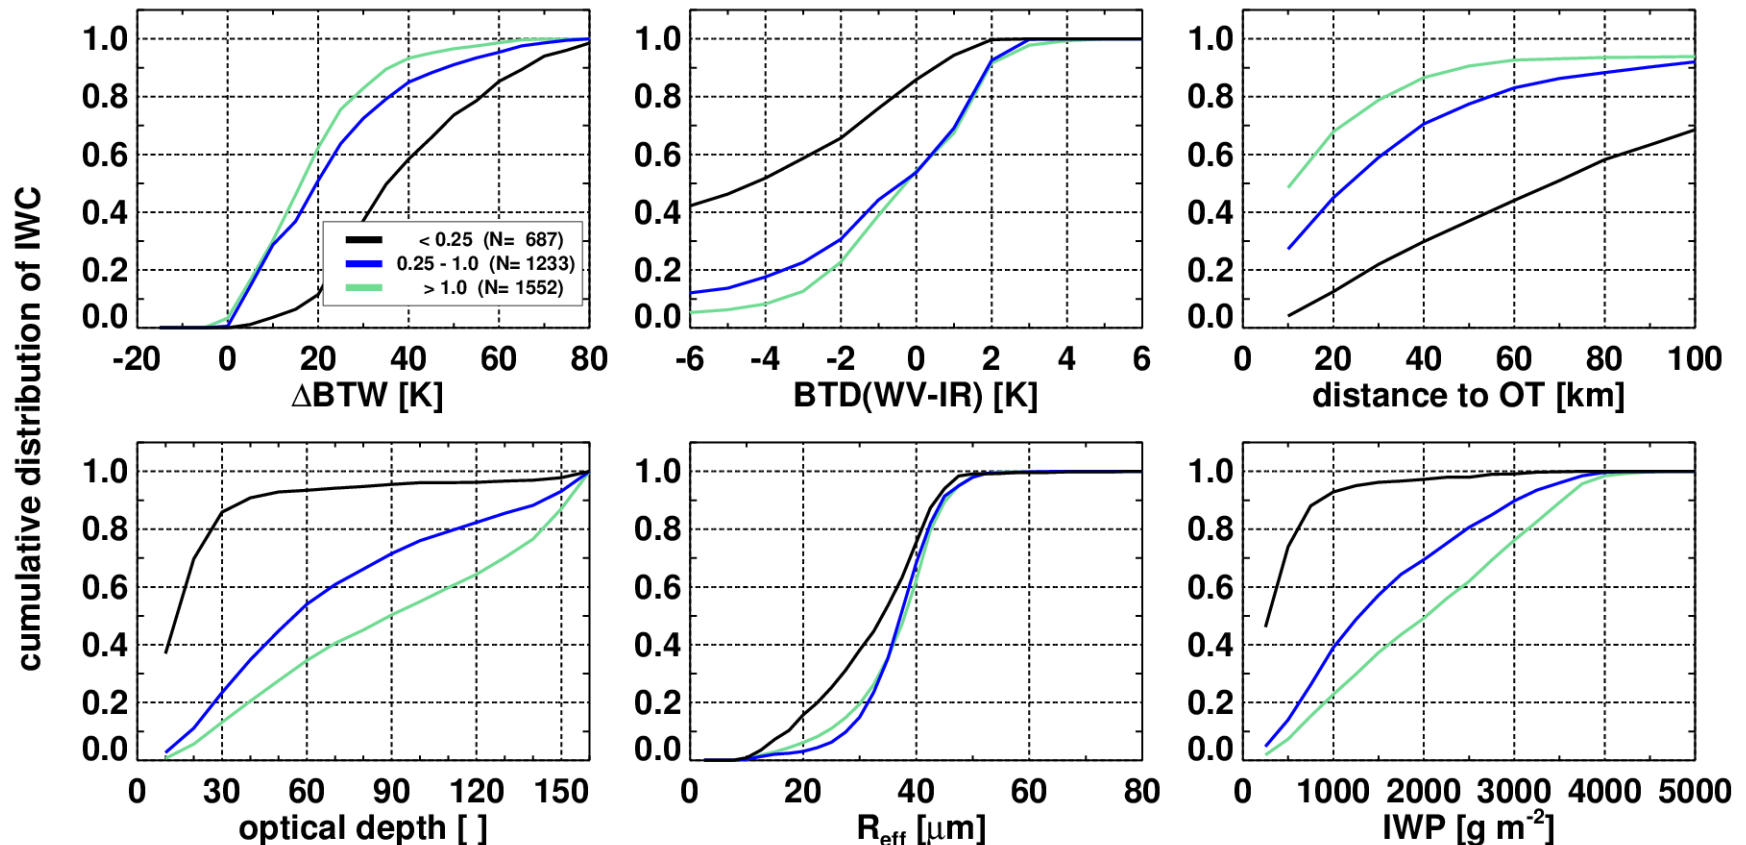 cumulative distribution of IWC
1.0
0.8
0.6
0.4
0.2
0.0
-20 0 20 40 60 80
ΔBTW [K]
< 0.25 (N= 687)
0.25 - 1.0 (N= 1233)
> 1.0 (N= 1552)
1.0
0.8
0.6
0.4
0.2
0.0
-6 -4 -2 0 2 4 6
BTD(WV-IR) [K]
1.0
0.8
0.6
0.4
0.2
0.0
0 20 40 60 80 100
distance to OT [km]
1.0
0.8
0.6
0.4
0.2
0.0
0 30 60 90 120 150
optical depth [ ]
1.0
0.8
0.6
0.4
0.2
0.0
0 20 40 60 80
R_eff [μm]
1.0
0.8
0.6
0.4
0.2
0.0
0 1000 2000 3000 4000 5000
IWP [g m⁻²]